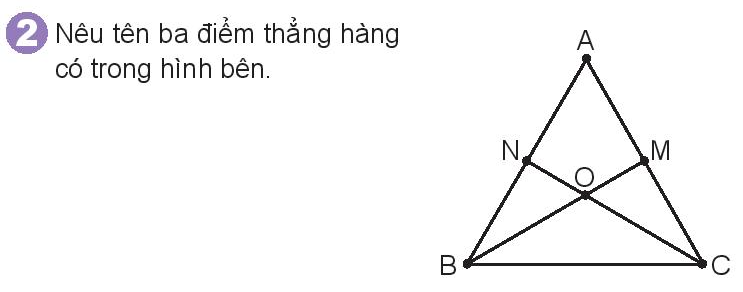 2 Nêu tên ba điểm thẳng hàng
có trong hình bên.
A
N
M
O
B
C